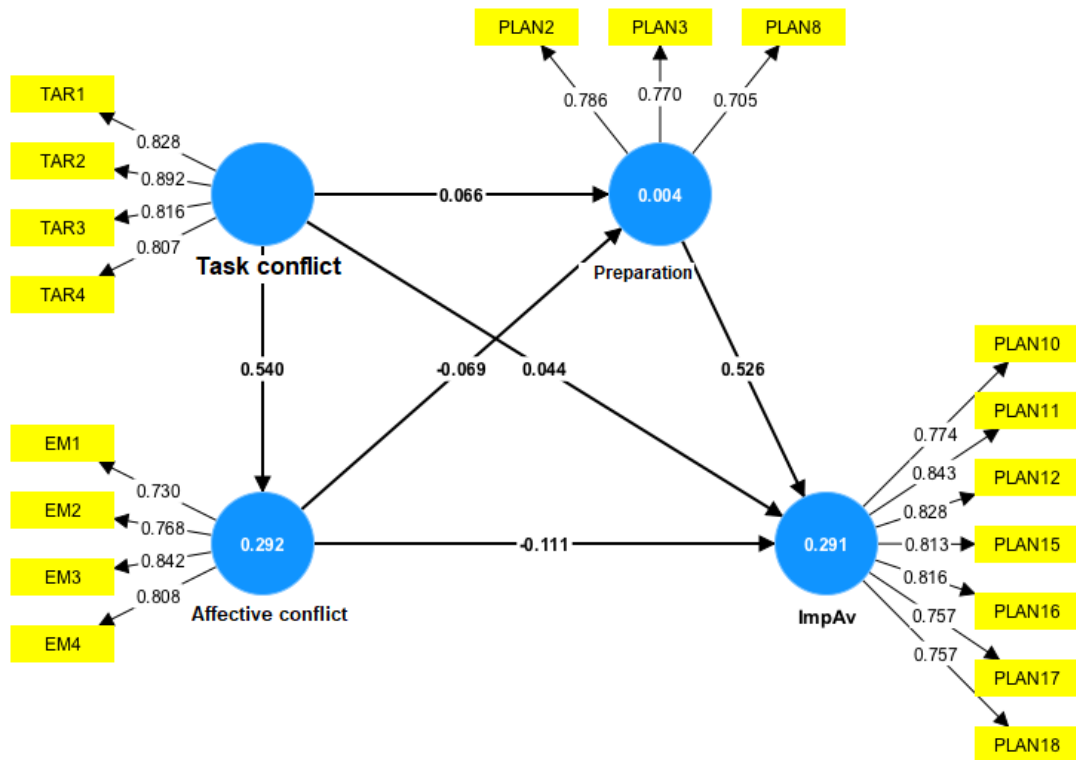 PLAN2
PLAN3
PLAN8
0.786
0.770
0.705
TAR1
TAR2
TAR3
TAR4
0.828
0.892
0.816
0.807
Task conflict
0.066
0.004
Preparation
0.540
-0.069
0.044
0.526
EM1
EM2
EM3
EM4
0.730
0.768
0.842
0.808
0.292
Affective conflict
-0.111
0.291
ImpAv
PLAN10
PLAN11
PLAN12
PLAN15
PLAN16
PLAN17
PLAN18
0.774
0.843
0.828
0.813
0.816
0.757
0.757